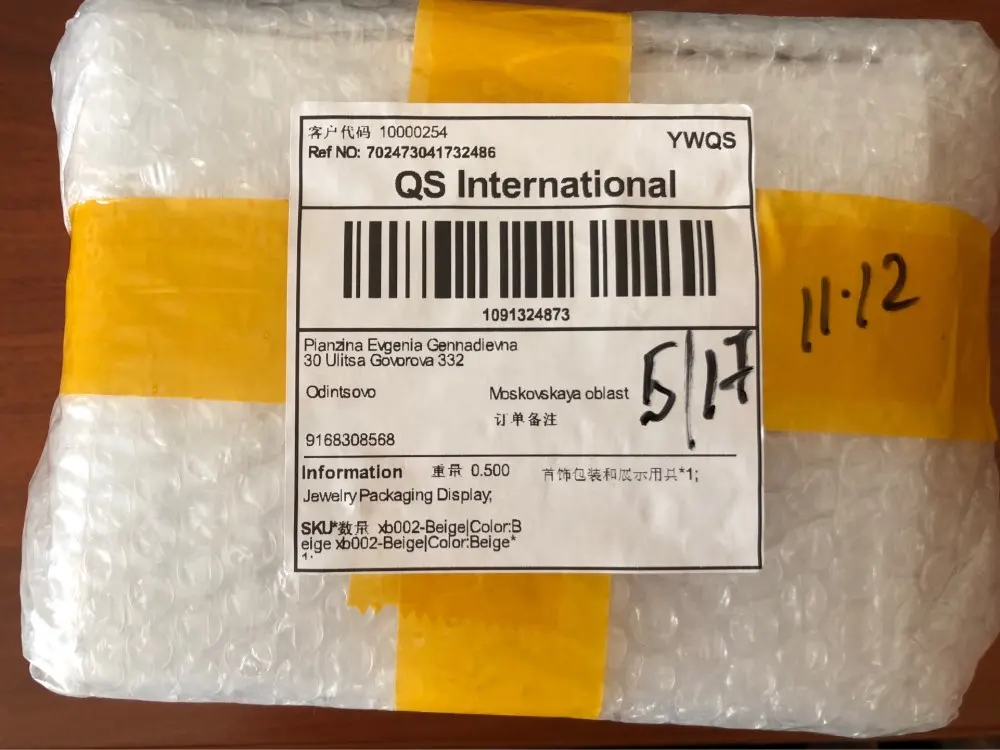 客户代码 10000254
YWQS
Ref NO: 702473041732486
QS International
1091324873
Pianzina Evgenia Gennadievna
30 Ulitsa Govorova 332
Odintsovo Moskovskaya oblast
订单备注
9168308568
5/17
11.12
Information 重量 0.500 首饰包装和展示用具*1;
Jewelry Packaging Display;
SKU*数量 xb002-Beige|Color:B
eige xb002-Beige|Color:Beige*
1;